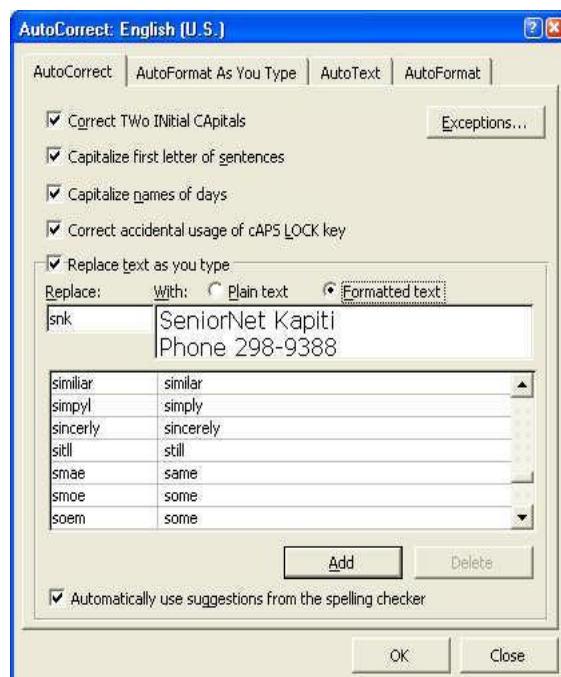 AutoCorrect: English (U.S.)
AutoCorrect AutoFormat As You Type AutoText AutoFormat
Correct TWo INitial CApitals Exceptions...
Capitalize first letter of sentences
Capitalize names of days
Correct accidental usage of cAPS LOCK key
Replace text as you type
Replace: With: Plain text Formatted text
snk SeniorNet Kapiti
Phone 298-9388
similiar similar
simpyl simply
sincerly sincerely
sitll still
smae same
smoe some
soem some
Add Delete
Automatically use suggestions from the spelling checker
OK Close